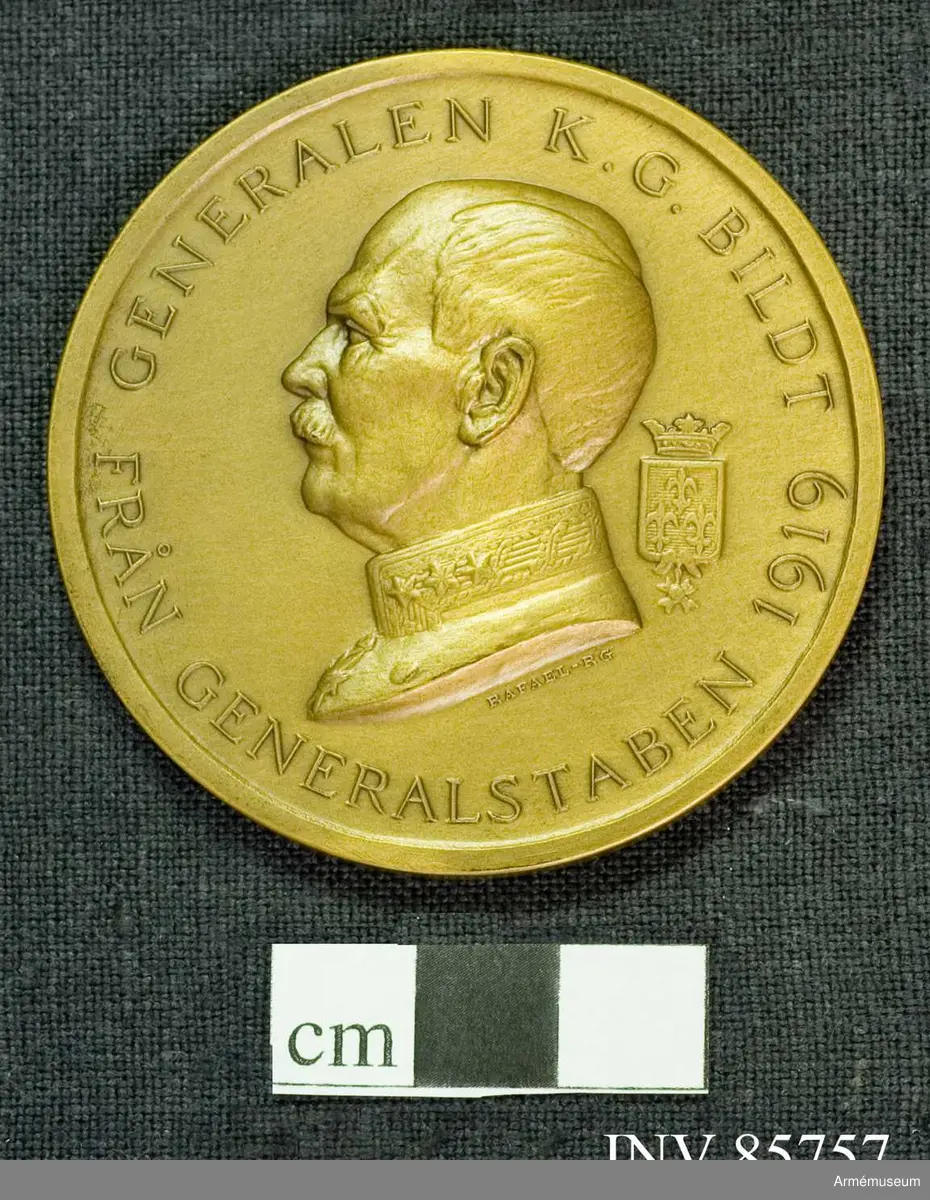 GENERALEN K. G. BILDT 1919
FRÅN GENERALSTABEN
RAFAEL-RG
cm
INV 85757
Armémuseum